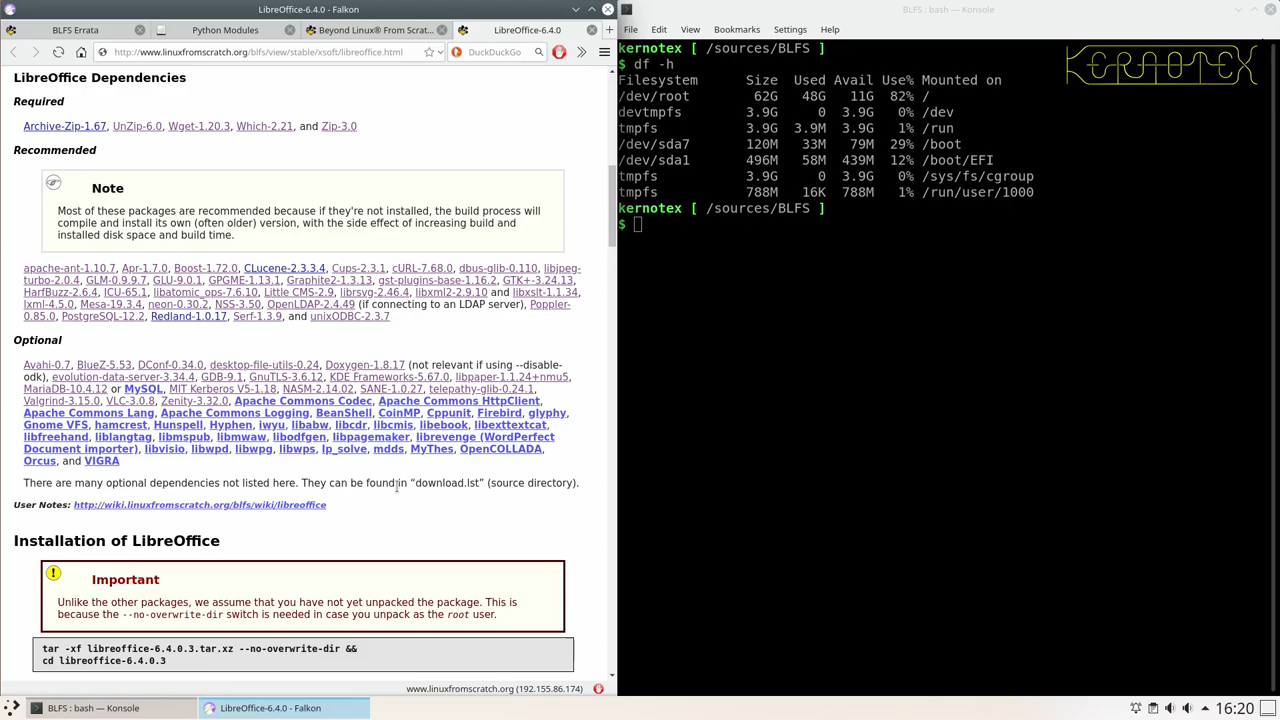 LibreOffice-6.4.0 - Falkon
BLFS Errata
Python Modules
Beyond Linux® From Scrat...
LibreOffice-6.4.0
http://www.linuxfromscratch.org/blfs/view/stable/xsoft/libreoffice.html
DuckDuckGo
LibreOffice Dependencies
Required
Archive-Zip-1.67, UnZip-6.0, Wget-1.20.3, Which-2.21, and Zip-3.0
Recommended
Note
Most of these packages are recommended because if they're not installed, the build process will
compile and install its own (often older) version, with the side effect of increasing build and
installed disk space and build time.
apache-ant-1.10.7, Apr-1.7.0, Boost-1.72.0, CLucene-2.3.3.4, Cups-2.3.1, cURL-7.68.0, dbus-glib-0.110, libjpeg-
turbo-2.0.4, GLM-0.9.9.7, GLU-9.0.1, GPGME-1.13.1, Graphite2-1.3.13, gst-plugins-base-1.16.2, GTK+-3.24.13,
HarfBuzz-2.6.4, ICU-65.1, libatomic_ops-7.6.10, Little CMS-2.9, librsvg-2.46.4, libxml2-2.9.10 and libxslt-1.1.34,
lxml-4.5.0, Mesa-19.3.4, neon-0.30.2, NSS-3.50, OpenLDAP-2.4.49 (if connecting to an LDAP server), Poppler-
0.85.0, PostgreSQL-12.2, Redland-1.0.17, Serf-1.3.9, and unixODBC-2.3.7
Optional
Avahi-0.7, BlueZ-5.53, DConf-0.34.0, desktop-file-utils-0.24, Doxygen-1.8.17 (not relevant if using --disable-
odk), evolution-data-server-3.34.4, GDB-9.1, GnuTLS-3.6.12, KDE Frameworks-5.67.0, libpaper-1.1.24+nmu5,
MariaDB-10.4.12 or MySQL, MIT Kerberos V5-1.18, NASM-2.14.02, SANE-1.0.27, telepathy-glib-0.24.1,
Valgrind-3.15.0, VLC-3.0.8, Zenity-3.32.0, Apache Commons Codec, Apache Commons HttpClient,
Apache Commons Lang, Apache Commons Logging, BeanShell, CoinMP, Cppunit, Firebird, glyphy,
Gnome VFS, hamcrest, Hunspell, Hyphen, iwyu, libabw, libcdr, libcmis, libebook, libexttextcat,
libfreehand, liblangtag, libmspub, libmwaw, libodfgen, libpagemaker, librevenge (WordPerfect
Document importer), libvisio, libwpd, libwpg, libwps, lp_solve, mdds, MyThes, OpenCOLLADA,
Orcus, and VIGRA
There are many optional dependencies not listed here. They can be found in “download.lst” (source directory).
User Notes: http://wiki.linuxfromscratch.org/blfs/wiki/libreoffice
Installation of LibreOffice
Important
Unlike the other packages, we assume that you have not yet unpacked the package. This is
because the --no-overwrite-dir switch is needed in case you unpack as the root user.
tar -xf libreoffice-6.4.0.3.tar.xz --no-overwrite-dir &&
cd libreoffice-6.4.0.3
www.linuxfromscratch.org (192.155.86.174)
BLFS : bash — Konsole
File Edit View Bookmarks Settings Help
KERNOTEX
kernotex [ /sources/BLFS ]
$ df -h
Filesystem Size Used Avail Use% Mounted on
/dev/root 62G 48G 11G 82% /
devtmpfs 3.9G 0 3.9G 0% /dev
tmpfs 3.9G 3.9M 3.9G 1% /run
/dev/sda7 120M 33M 79M 29% /boot
/dev/sda1 496M 58M 439M 12% /boot/EFI
tmpfs 3.9G 0 3.9G 0% /sys/fs/cgroup
tmpfs 788M 16K 788M 1% /run/user/1000
kernotex [ /sources/BLFS ]
$
BLFS : bash — Konsole
LibreOffice-6.4.0 - Falkon
16:20